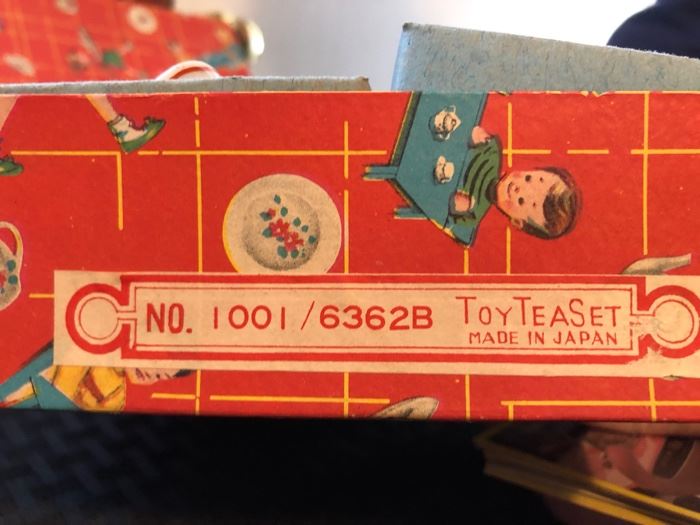 NO. 1001/6362B TOYTEASET
MADE IN JAPAN